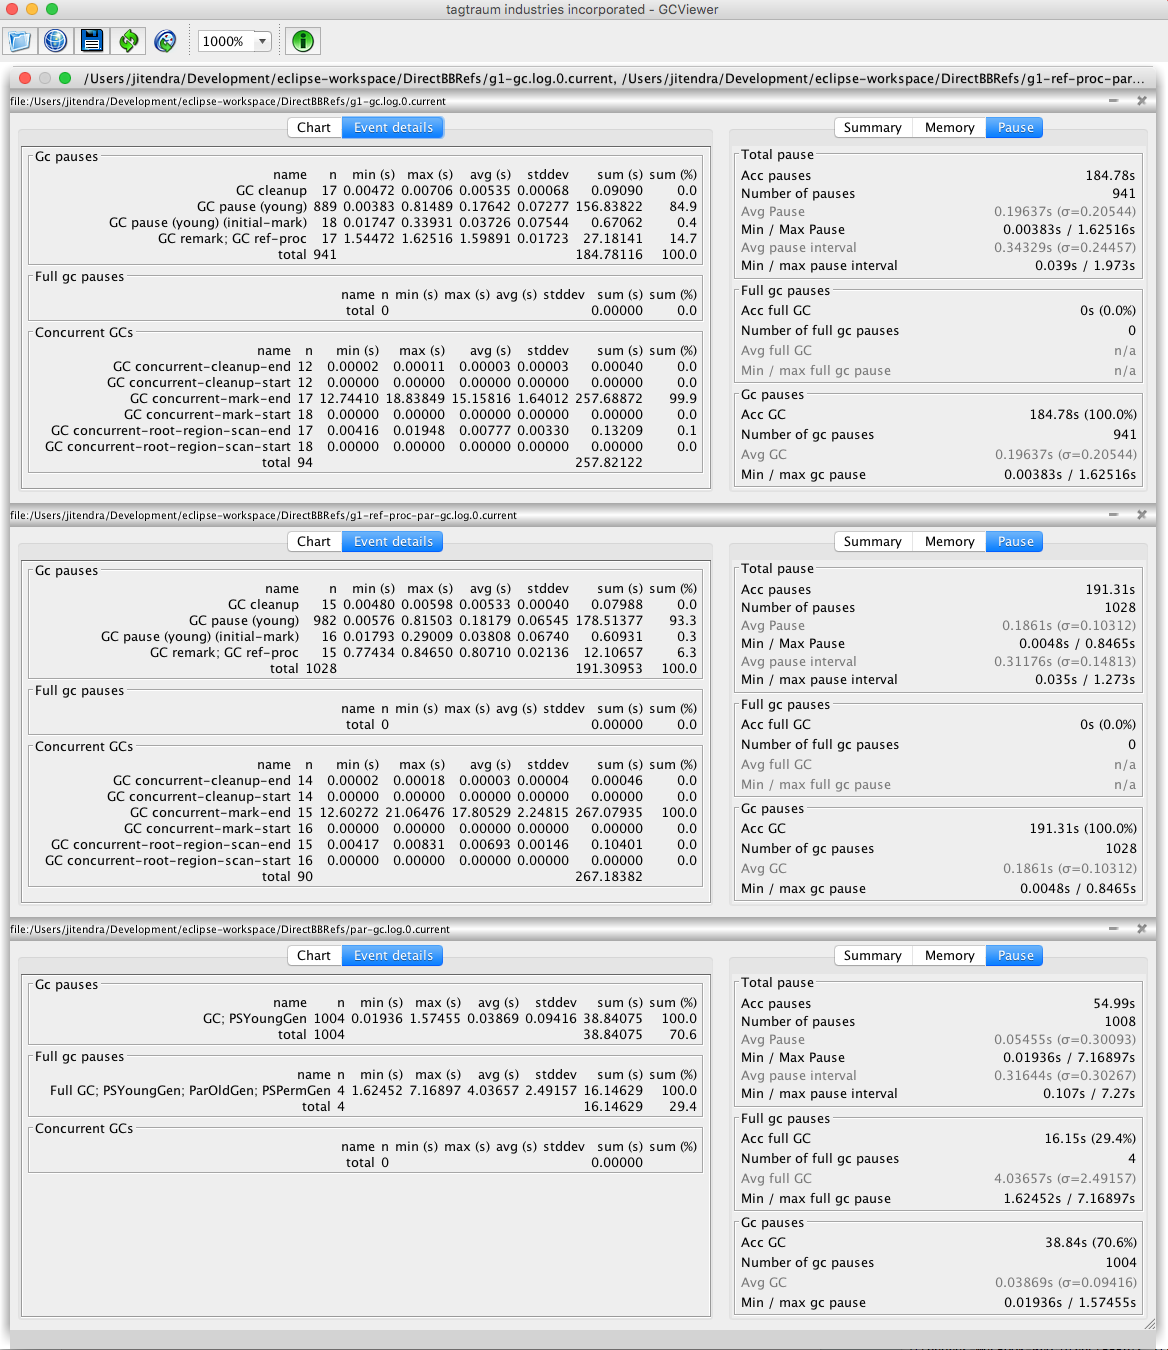 tagtraum industries incorporated - GCViewer
1000%
/Users/jitendra/Development/eclipse-workspace/DirectBBRefs/g1-gc.log.0.current, /Users/jitendra/Development/eclipse-workspace/DirectBBRefs/g1-ref-proc-par...
file:/Users/jitendra/Development/eclipse-workspace/DirectBBRefs/g1-gc.log.0.current
Chart Event details
Gc pauses
name n min (s) max (s) avg (s) stddev sum (s) sum (%)
GC cleanup 17 0.00472 0.00706 0.00535 0.00068 0.09090 0.0
GC pause (young) 889 0.00383 0.81489 0.17642 0.07277 156.83822 84.9
GC pause (young) (initial-mark) 18 0.01747 0.33931 0.03726 0.07544 0.67062 0.4
GC remark; GC ref-proc 17 1.54472 1.62516 1.59891 0.01723 27.18141 14.7
total 941 184.78116 100.0
Full gc pauses
name n min (s) max (s) avg (s) stddev sum (s) sum (%)
total 0 0.00000 0.0
Concurrent GCs
name n min (s) max (s) avg (s) stddev sum (s) sum (%)
GC concurrent-cleanup-end 12 0.00002 0.00011 0.00003 0.00003 0.00040 0.0
GC concurrent-cleanup-start 12 0.00000 0.00000 0.00000 0.00000 0.00000 0.0
GC concurrent-mark-end 17 12.74410 18.83849 15.15816 1.64012 257.68872 99.9
GC concurrent-mark-start 18 0.00000 0.00000 0.00000 0.00000 0.00000 0.0
GC concurrent-root-region-scan-end 17 0.00416 0.01948 0.00777 0.00330 0.13209 0.1
GC concurrent-root-region-scan-start 18 0.00000 0.00000 0.00000 0.00000 0.00000 0.0
total 94 257.82122
Summary Memory Pause
Total pause
Acc pauses 184.78s
Number of pauses 941
Avg Pause 0.19637s (σ=0.20544)
Min / Max Pause 0.00383s / 1.62516s
Avg pause interval 0.34329s (σ=0.24457)
Min / max pause interval 0.039s / 1.973s
Full gc pauses
Acc full GC 0s (0.0%)
Number of full gc pauses 0
Avg full GC n/a
Min / max full gc pause n/a
Gc pauses
Acc GC 184.78s (100.0%)
Number of gc pauses 941
Avg GC 0.19637s (σ=0.20544)
Min / max gc pause 0.00383s / 1.62516s
file:/Users/jitendra/Development/eclipse-workspace/DirectBBRefs/g1-ref-proc-par-gc.log.0.current
Chart Event details
Gc pauses
name n min (s) max (s) avg (s) stddev sum (s) sum (%)
GC cleanup 15 0.00480 0.00598 0.00533 0.00040 0.07988 0.0
GC pause (young) 982 0.00576 0.81503 0.18179 0.06545 178.51377 93.3
GC pause (young) (initial-mark) 16 0.01793 0.29009 0.03808 0.06740 0.60931 0.3
GC remark; GC ref-proc 15 0.77434 0.84650 0.80710 0.02136 12.10657 6.3
total 1028 191.30953 100.0
Full gc pauses
name n min (s) max (s) avg (s) stddev sum (s) sum (%)
total 0 0.00000 0.0
Concurrent GCs
name n min (s) max (s) avg (s) stddev sum (s) sum (%)
GC concurrent-cleanup-end 14 0.00002 0.00018 0.00003 0.00004 0.00046 0.0
GC concurrent-cleanup-start 14 0.00000 0.00000 0.00000 0.00000 0.00000 0.0
GC concurrent-mark-end 15 12.60272 21.06476 17.80529 2.24815 267.07935 100.0
GC concurrent-mark-start 16 0.00000 0.00000 0.00000 0.00000 0.00000 0.0
GC concurrent-root-region-scan-end 15 0.00417 0.00831 0.00693 0.00146 0.10401 0.0
GC concurrent-root-region-scan-start 16 0.00000 0.00000 0.00000 0.00000 0.00000 0.0
total 90 267.18382
Summary Memory Pause
Total pause
Acc pauses 191.31s
Number of pauses 1028
Avg Pause 0.1861s (σ=0.10312)
Min / Max Pause 0.0048s / 0.8465s
Avg pause interval 0.31176s (σ=0.14813)
Min / max pause interval 0.035s / 1.273s
Full gc pauses
Acc full GC 0s (0.0%)
Number of full gc pauses 0
Avg full GC n/a
Min / max full gc pause n/a
Gc pauses
Acc GC 191.31s (100.0%)
Number of gc pauses 1028
Avg GC 0.1861s (σ=0.10312)
Min / max gc pause 0.0048s / 0.8465s
file:/Users/jitendra/Development/eclipse-workspace/DirectBBRefs/par-gc.log.0.current
Chart Event details
Gc pauses
name n min (s) max (s) avg (s) stddev sum (s) sum (%)
GC; PSYoungGen 1004 0.01936 1.57455 0.03869 0.09416 38.84075 100.0
total 1004 38.84075 70.6
Full gc pauses
name n min (s) max (s) avg (s) stddev sum (s) sum (%)
Full GC; PSYoungGen; ParOldGen; PSPermGen 4 1.62452 7.16897 4.03657 2.49157 16.14629 100.0
total 4 16.14629 29.4
Concurrent GCs
name n min (s) max (s) avg (s) stddev sum (s) sum (%)
total 0 0.00000
Summary Memory Pause
Total pause
Acc pauses 54.99s
Number of pauses 1008
Avg Pause 0.05455s (σ=0.30093)
Min / Max Pause 0.01936s / 7.16897s
Avg pause interval 0.31644s (σ=0.30267)
Min / max pause interval 0.107s / 7.27s
Full gc pauses
Acc full GC 16.15s (29.4%)
Number of full gc pauses 4
Avg full GC 4.03657s (σ=2.49157)
Min / max full gc pause 1.62452s / 7.16897s
Gc pauses
Acc GC 38.84s (70.6%)
Number of gc pauses 1004
Avg GC 0.03869s (σ=0.09416)
Min / max gc pause 0.01936s / 1.57455s